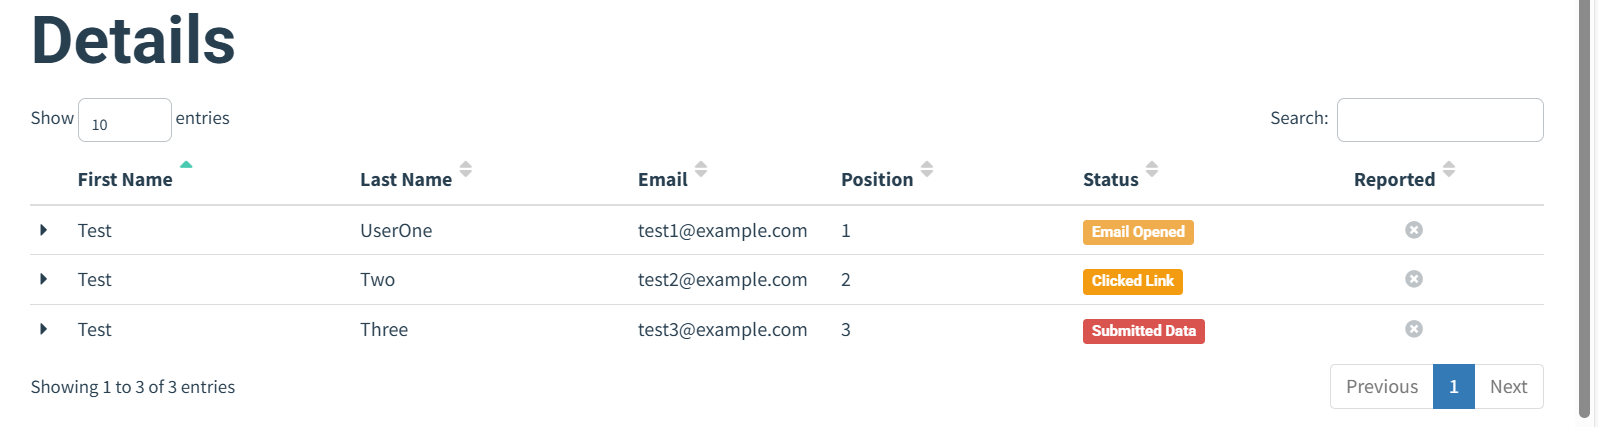 Details
Show 10 entries Search:
First Name Last Name Email Position Status Reported
Test UserOne test1@example.com 1 Email Opened
Test Two test2@example.com 2 Clicked Link
Test Three test3@example.com 3 Submitted Data
Showing 1 to 3 of 3 entries Previous 1 Next